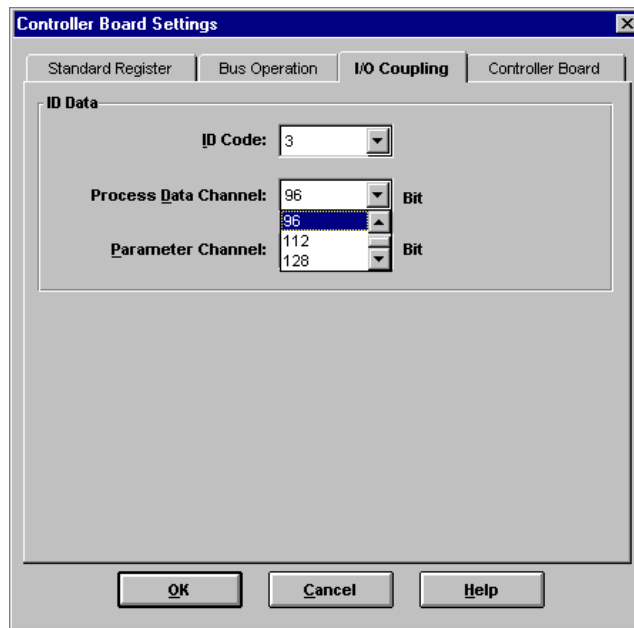 Controller Board Settings
Standard Register Bus Operation I/O Coupling Controller Board
ID Data
ID Code: 3
Process Data Channel: 96 Bit
96
112
Parameter Channel: Bit
128
OK Cancel Help